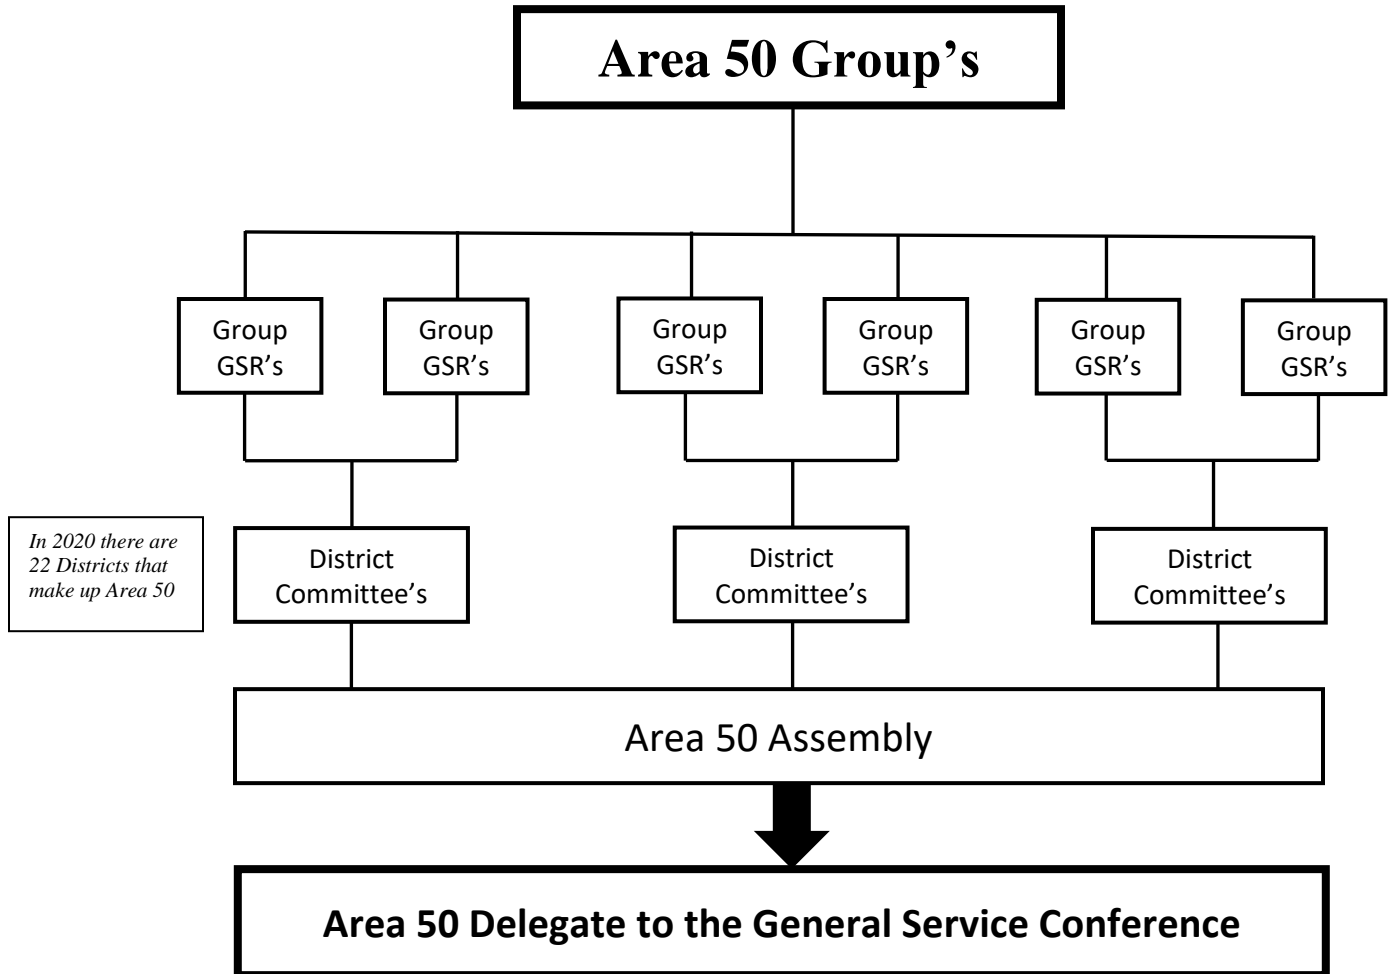 Area 50 Group’s
Group
GSR’s
Group
GSR’s
Group
GSR’s
Group
GSR’s
Group
GSR’s
Group
GSR’s
In 2020 there are
22 Districts that
make up Area 50
District
Committee’s
District
Committee’s
District
Committee’s
Area 50 Assembly
Area 50 Delegate to the General Service Conference